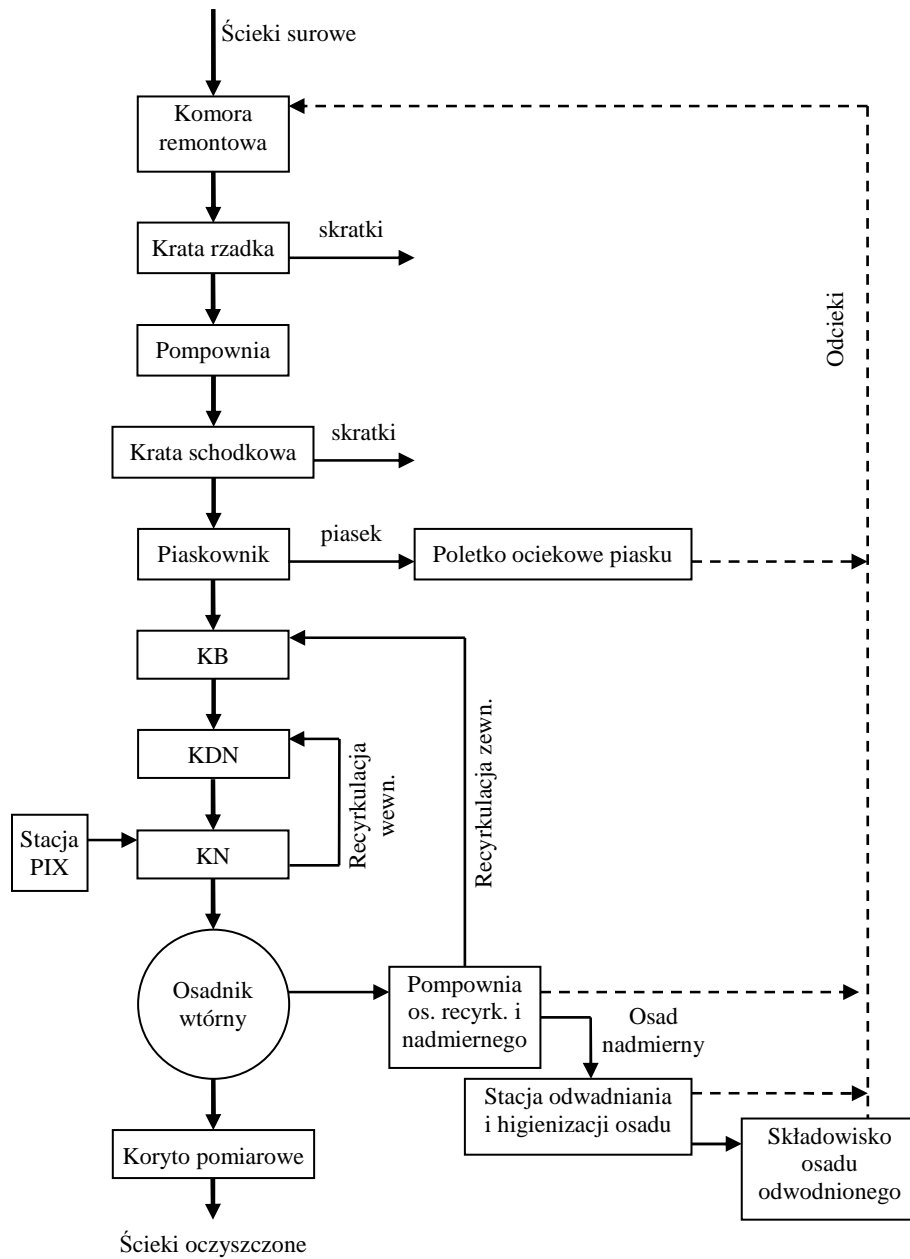 Ścieki surowe
Komora
remontowa
Krata rzadka
skratki
Odcieki
Pompownia
Krata schodkowa
skratki
Piaskownik
piasek
Poletko ociekowe piasku
KB
KDN
Recyrkulacja
wewn.
Recyrkulacja zewn.
Stacja
PIX
KN
Osadnik
wtórny
Pompownia
os. recyrk. i
nadmiernego
Osad
nadmierny
Stacja odwadniania
i higienizacji osadu
Składowisko
osadu
odwodnionego
Koryto pomiarowe
Ścieki oczyszczone